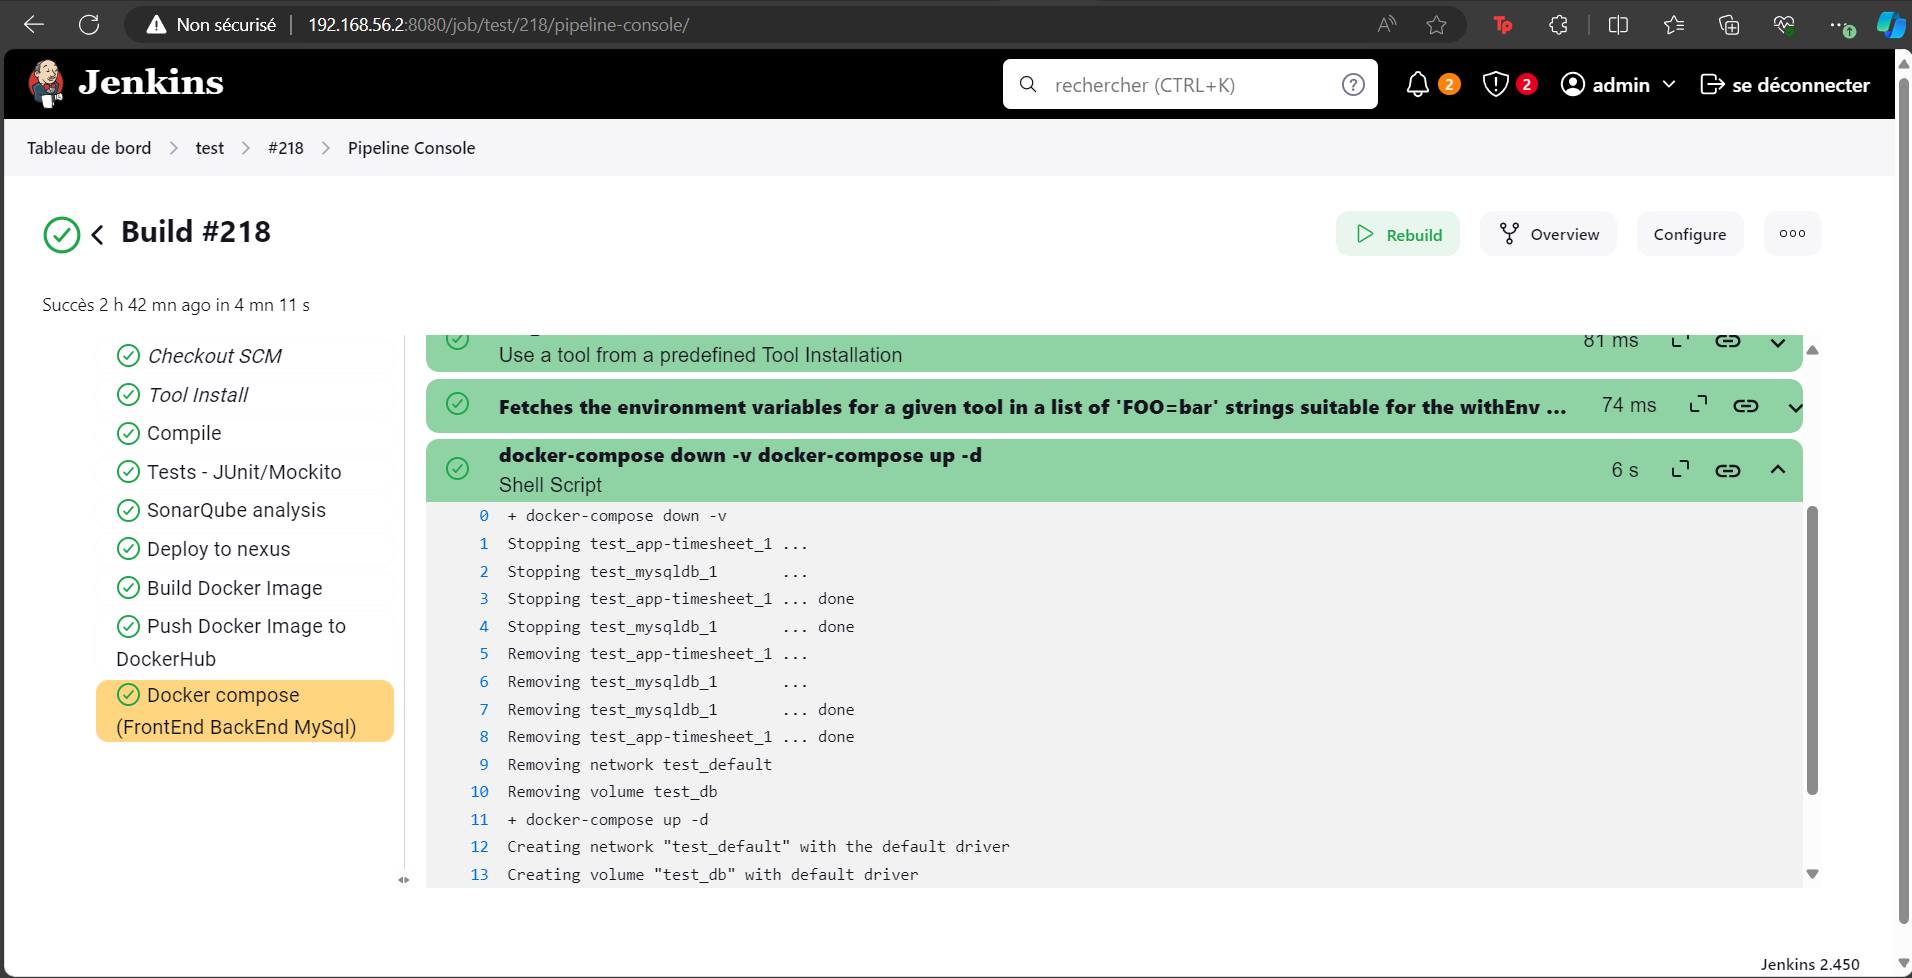 Non sécurisé
192.168.56.2:8080/job/test/218/pipeline-console/
Jenkins
rechercher (CTRL+K)
2
2
admin
se déconnecter
Tableau de bord
test
#218
Pipeline Console
Build #218
Rebuild
Overview
Configure
Succès 2 h 42 mn ago in 4 mn 11 s
Checkout SCM
Tool Install
Compile
Tests - JUnit/Mockito
SonarQube analysis
Deploy to nexus
Build Docker Image
Push Docker Image to
DockerHub
Docker compose
(FrontEnd BackEnd MySql)
Use a tool from a predefined Tool Installation
81 ms
Fetches the environment variables for a given tool in a list of 'FOO=bar' strings suitable for the withEnv ...
74 ms
docker-compose down -v docker-compose up -d
Shell Script
6 s
0 + docker-compose down -v
1 Stopping test_app-timesheet_1 ...
2 Stopping test_mysqldb_1 ...
3 Stopping test_app-timesheet_1 ... done
4 Stopping test_mysqldb_1 ... done
5 Removing test_app-timesheet_1 ...
6 Removing test_mysqldb_1 ...
7 Removing test_mysqldb_1 ... done
8 Removing test_app-timesheet_1 ... done
9 Removing network test_default
10 Removing volume test_db
11 + docker-compose up -d
12 Creating network "test_default" with the default driver
13 Creating volume "test_db" with default driver
Jenkins 2.450